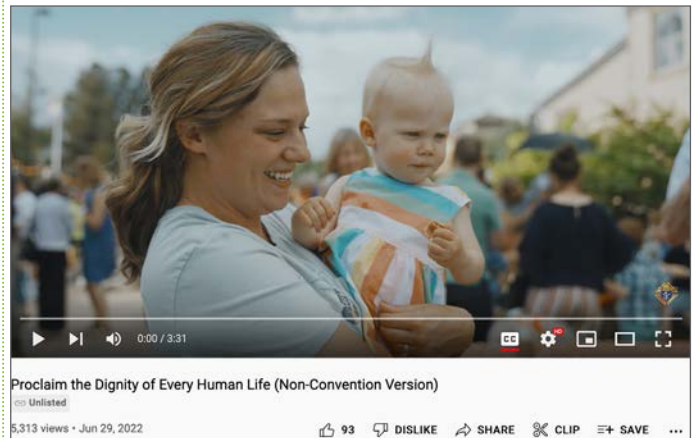 0:00 / 3:31
CC
HD
Proclaim the Dignity of Every Human Life (Non-Convention Version)
Unlisted
5,313 views • Jun 29, 2022
93 DISLIKE SHARE CLIP SAVE ...